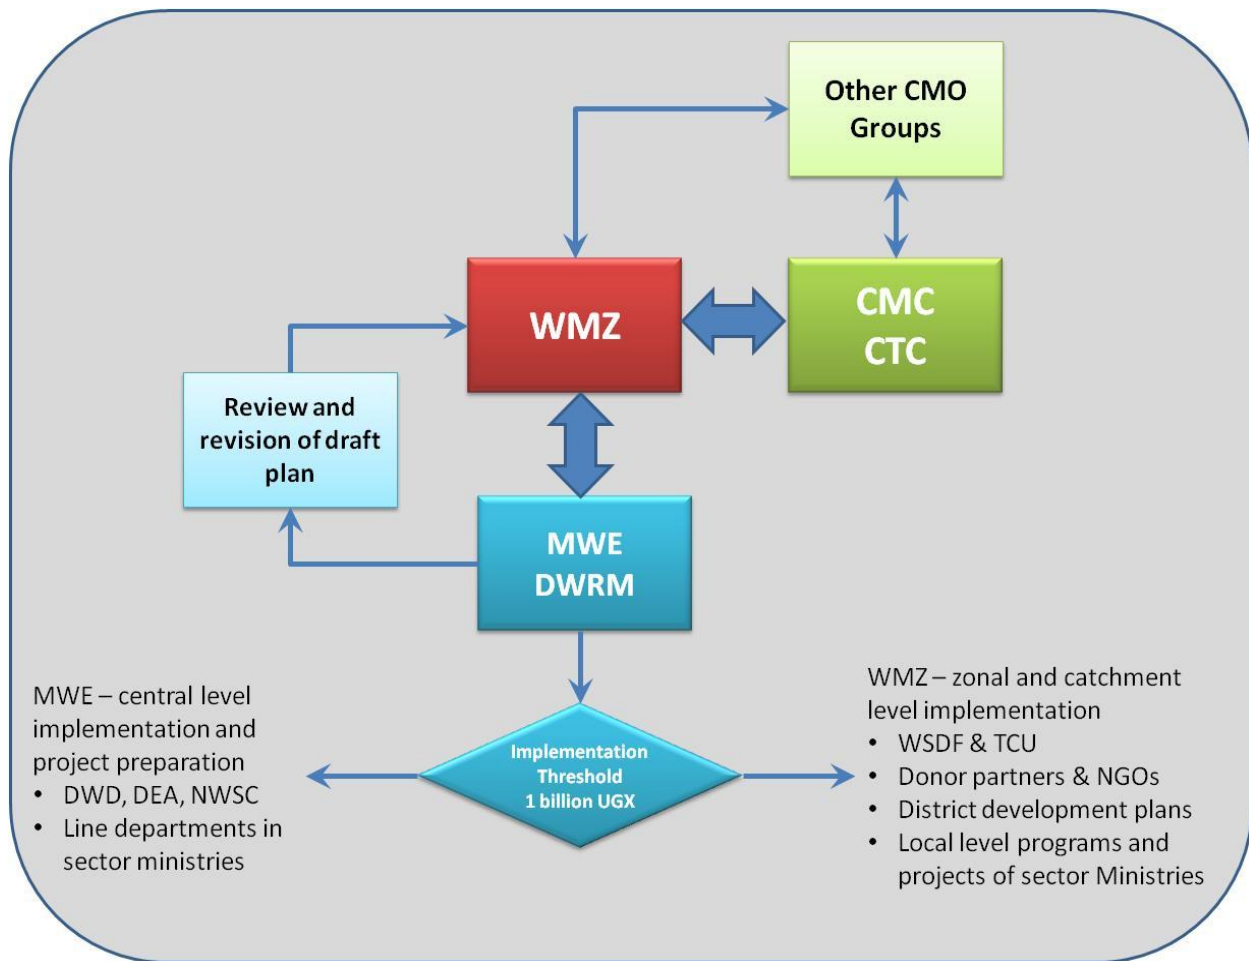 Other CMO
Groups
WMZ
CMC
CTC
Review and
revision of draft
plan
MWE
DWRM
MWE – central level
implementation and
project preparation
• DWD, DEA, NWSC
• Line departments in
sector ministries
Implementation
Threshold
1 billion UGX
WMZ – zonal and catchment
level implementation
• WSDF & TCU
• Donor partners & NGOs
• District development plans
• Local level programs and
projects of sector Ministries